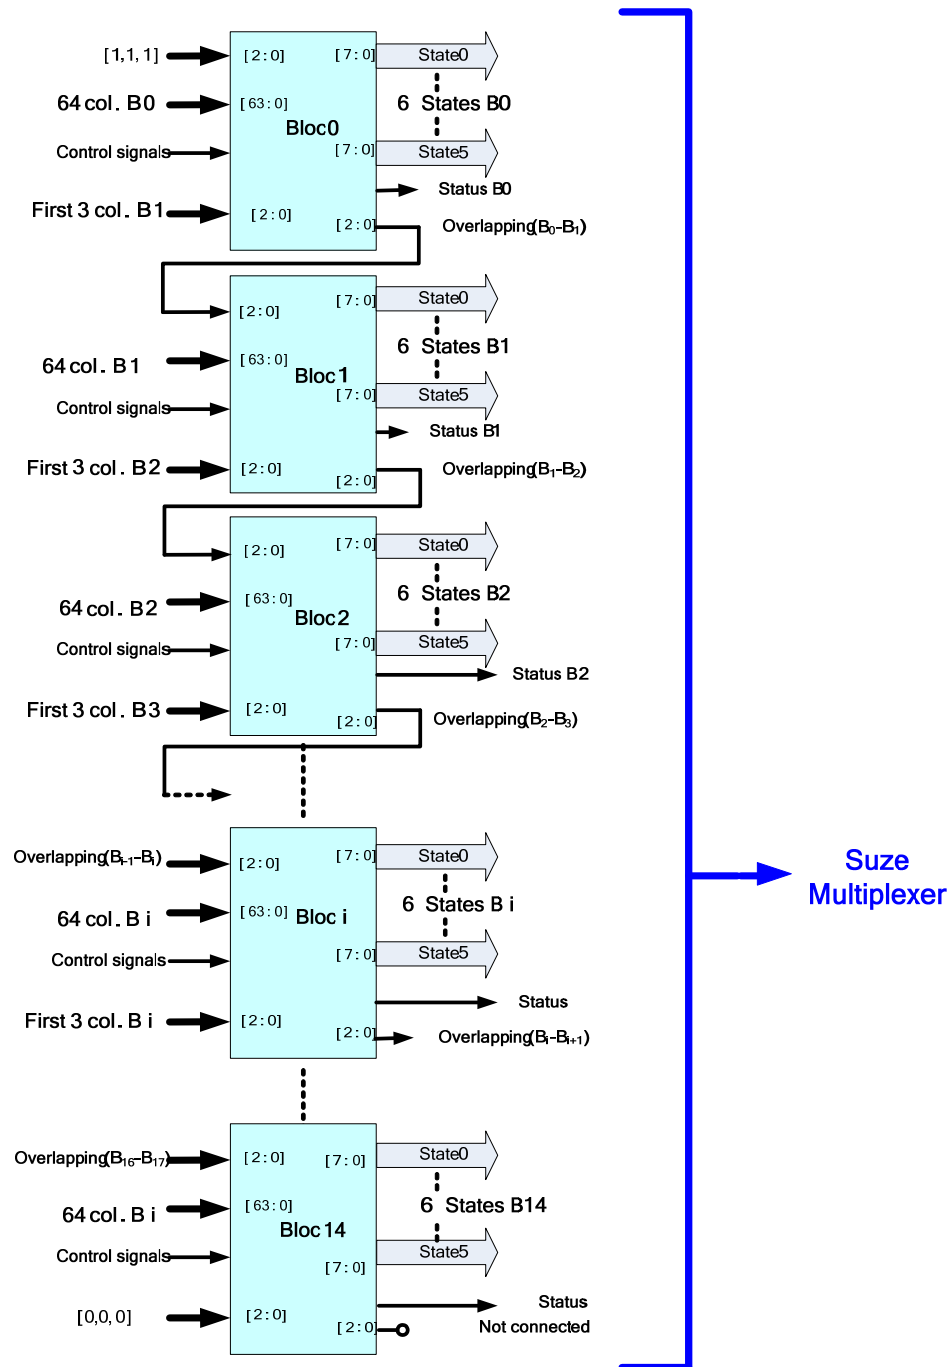 [1,1,1] [2:0] [7:0] State0
64 col. B0 [63:0] 6 States B0
Bloc0
Control signals [7:0] State5
Status B0
First 3 col. B1 [2:0] [2:0] Overlapping(B0-B1)
[2:0] [7:0] State0
64 col. B1 [63:0] 6 States B1
Bloc1
Control signals [7:0] State5
Status B1
First 3 col. B2 [2:0] [2:0] Overlapping(B1-B2)
[2:0] [7:0] State0
64 col. B2 [63:0] 6 States B2
Bloc2
Control signals [7:0] State5
Status B2
First 3 col. B3 [2:0] [2:0] Overlapping(B2-B3)
Overlapping(Bi-1-Bi) [2:0] [7:0] State0
64 col. B i [63:0] Bloc i 6 States B i
Control signals [7:0] State5
Status
First 3 col. B i [2:0] [2:0] Overlapping(Bi-Bi+1)
Overlapping(B16-B17) [2:0] [7:0] State0
64 col. B i [63:0] 6 States B14
Bloc14
Control signals [7:0] State5
Status
[0,0,0] [2:0] [2:0] Not connected
Suze
Multiplexer